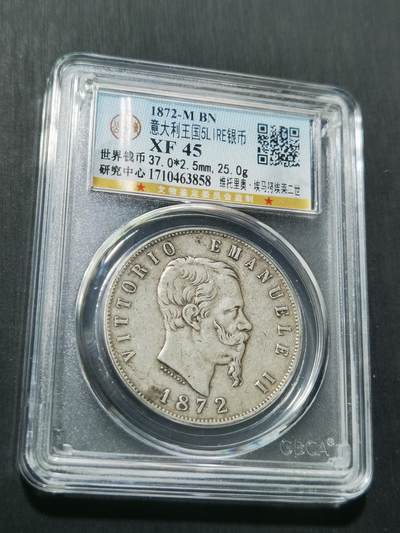 1872-M BN
意大利王国5LIRE银币
XF 45
世界钱币 37.0*2.5mm,25.0g
研究中心 1710463858 维托里奥·埃马努埃莱二世
VITTORIO EMANUELE II
1872
GBCA®